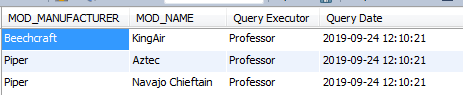 MOD_MANUFACTURER MOD_NAME Query Executor Query Date
Beechcraft KingAir Professor 2019-09-24 12:10:21
Piper Aztec Professor 2019-09-24 12:10:21
Piper Navajo Chieftain Professor 2019-09-24 12:10:21